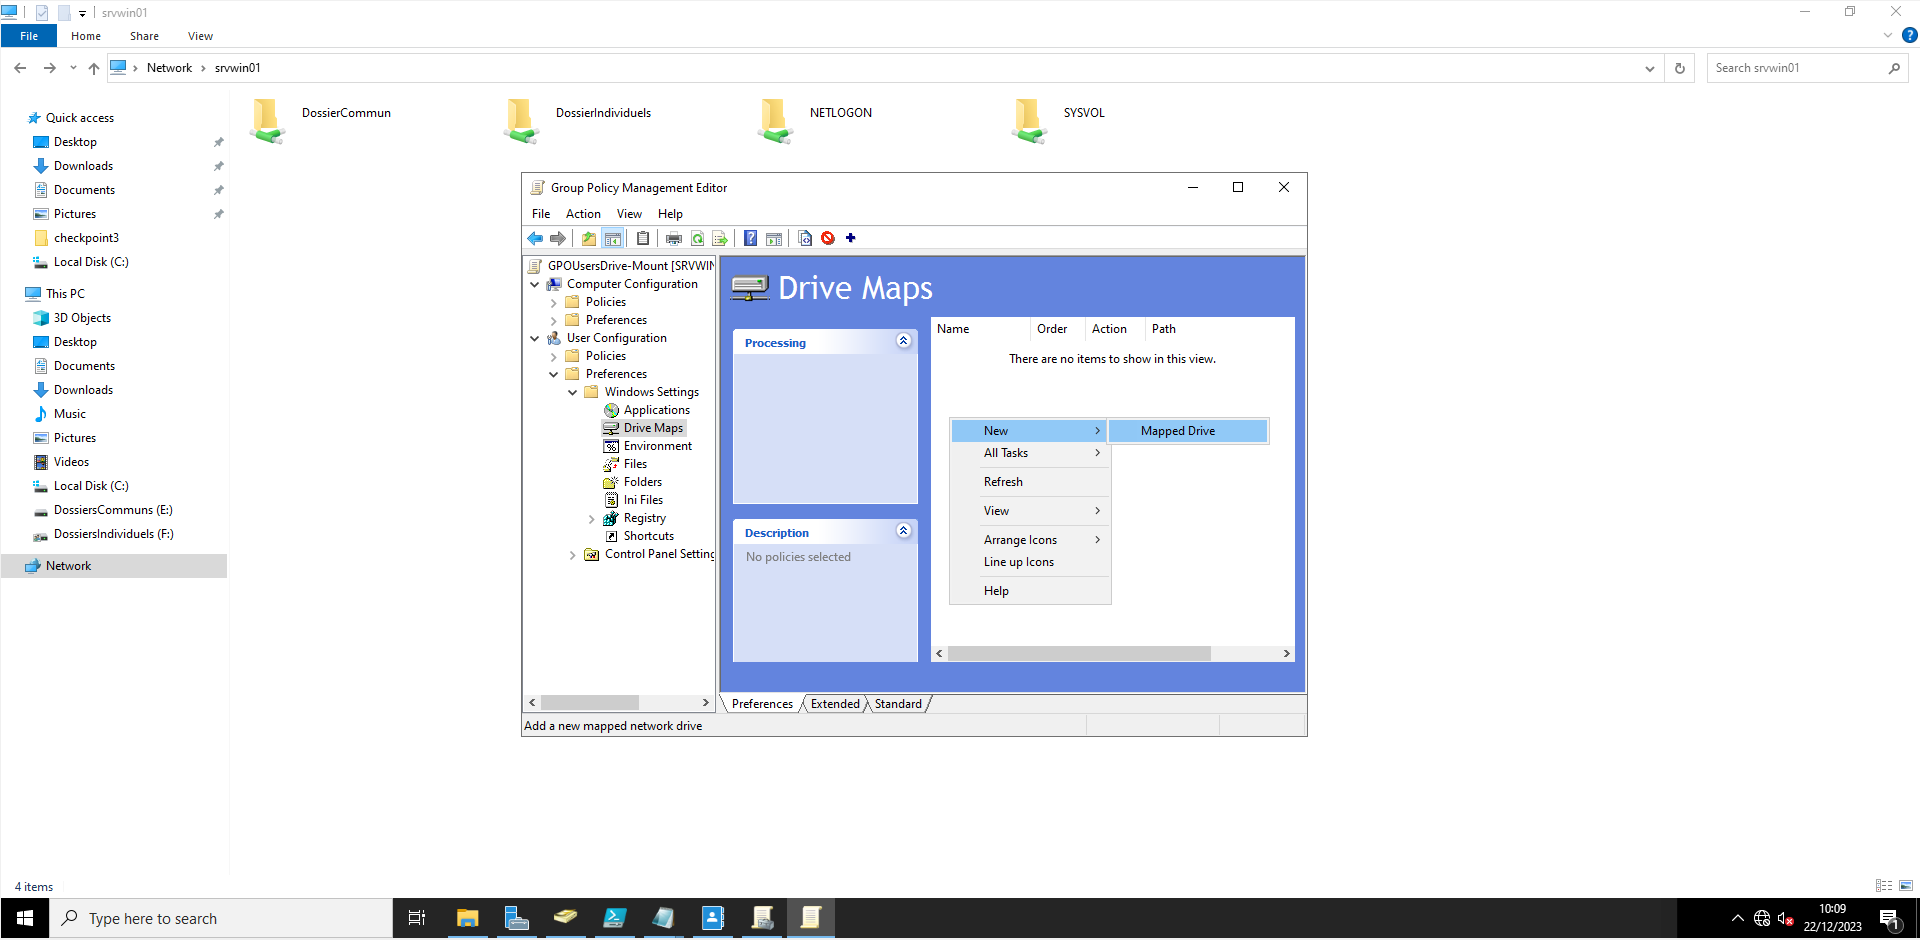 srvwin01
File Home Share View
Network srvwin01
Search srvwin01
Quick access
Desktop
Downloads
Documents
Pictures
checkpoint3
Local Disk (C:)
This PC
3D Objects
Desktop
Documents
Downloads
Music
Pictures
Videos
Local Disk (C:)
DossiersCommuns (E:)
DossiersIndividuels (F:)
Network
DossierCommun
DossierIndividuels
NETLOGON
SYSVOL
Group Policy Management Editor
File Action View Help
GPOUsersDrive-Mount [SRVWIN
Computer Configuration
Policies
Preferences
User Configuration
Policies
Preferences
Windows Settings
Applications
Drive Maps
Environment
Files
Folders
Ini Files
Registry
Shortcuts
Control Panel Setting
Drive Maps
Processing
Description
No policies selected
Name Order Action Path
There are no items to show in this view.
New
Mapped Drive
All Tasks
Refresh
View
Arrange Icons
Line up Icons
Help
Preferences Extended Standard
Add a new mapped network drive
4 items
Type here to search
10:09
22/12/2023
1